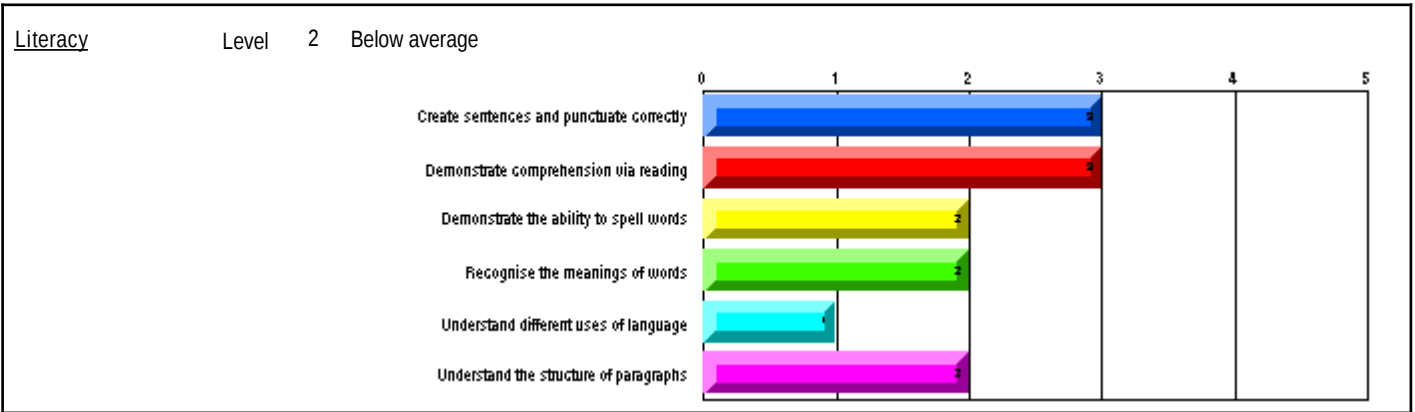 Literacy Level 2 Below average
0 1 2 3 4 5
Create sentences and punctuate correctly 3
Demonstrate comprehension via reading 3
Demonstrate the ability to spell words 2
Recognise the meanings of words 2
Understand different uses of language 1
Understand the structure of paragraphs 2